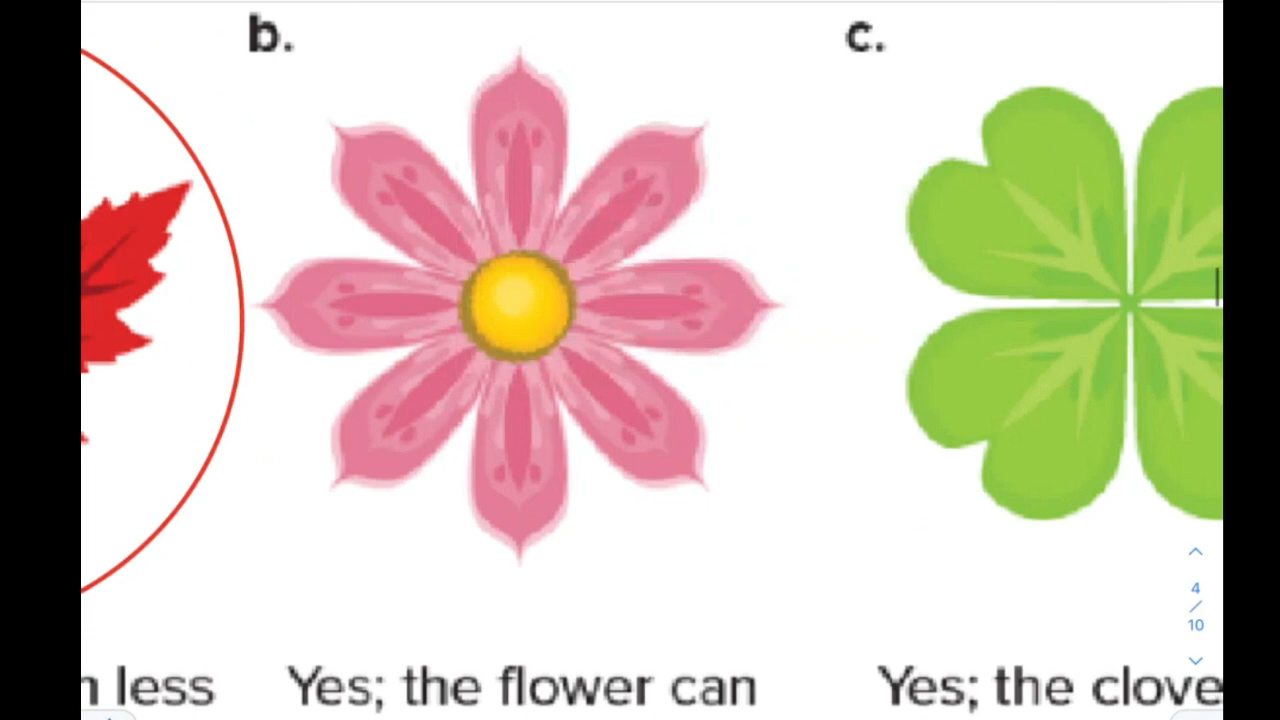 b.
c.
less
Yes; the flower can
Yes; the clove
4
/
10